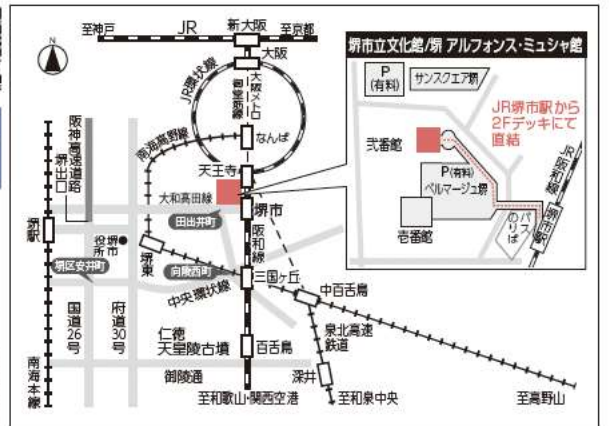 至神戸
JR
新大阪
至京都
大阪
JR環状線
大阪メトロ
御堂筋線
なんば
南海高野線
天王寺
大和高田線
堺市
田出井町
阪神高速道路
堺出口
堺駅
堺市
役所
堺東
堺区安井町
向陵西町
阪和線
三国ヶ丘
中央環状線
中百舌鳥
国道26号
府道30号
仁徳
天皇陵古墳
百舌鳥
泉北高速
鉄道
御陵通
深井
南海本線
至和歌山・関西空港
至和泉中央
至高野山
堺市立文化館/堺 アルフォンス・ミュシャ館
P
(有料)
サンスクエア堺
JR堺市駅から
2Fデッキにて
直結
弐番館
P(有料)
ベルマージュ堺
壱番館
バス
のりば
JR阪和線
堺市駅